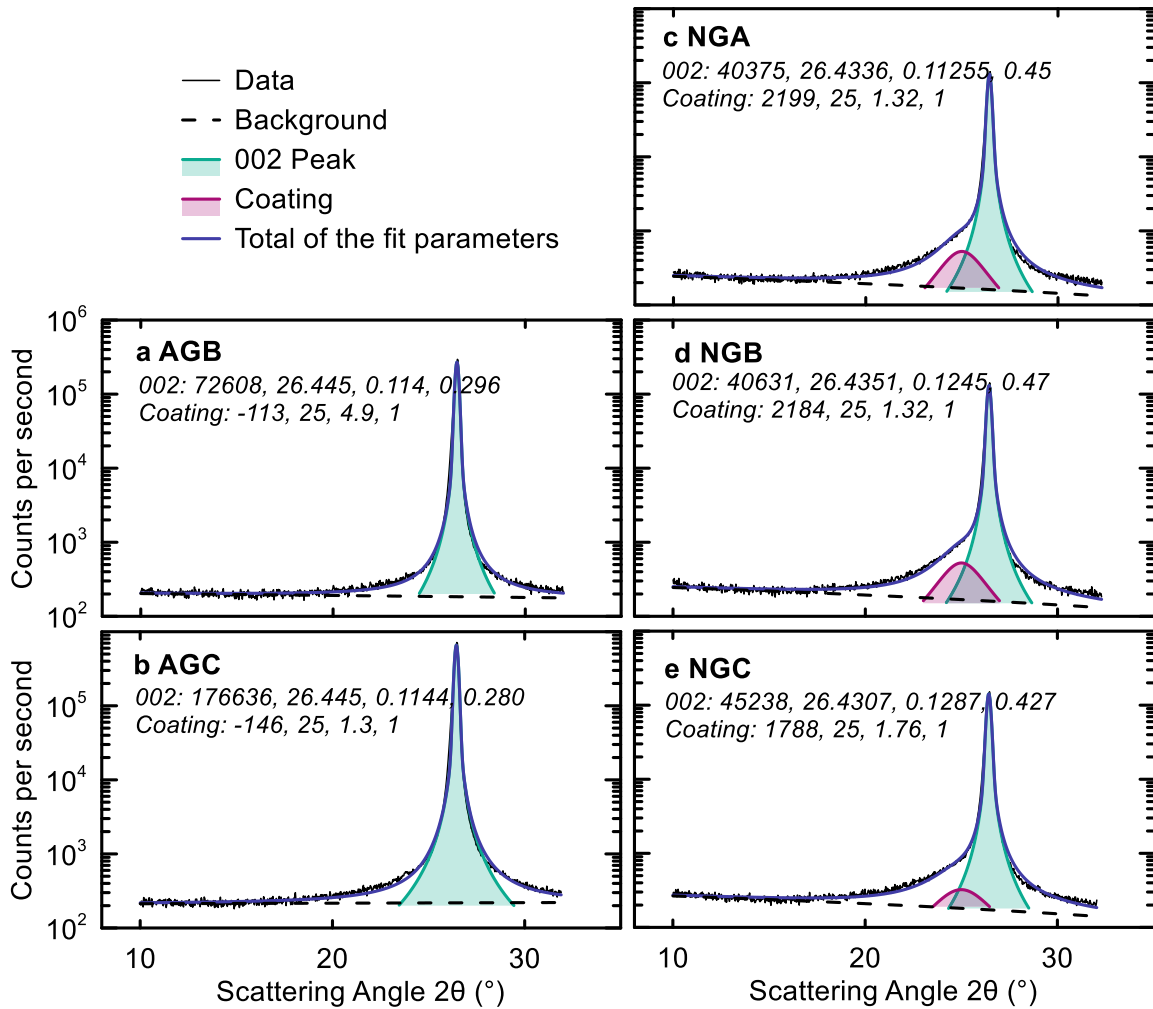 Data
Background
002 Peak
Coating
Total of the fit parameters
c NGA
002: 40375, 26.4336, 0.11255, 0.45
Coating: 2199, 25, 1.32, 1
a AGB
002: 72608, 26.445, 0.114, 0.296
Coating: -113, 25, 4.9, 1
10^6
10^5
10^4
10^3
10^2
Counts per second
d NGB
002: 40631, 26.4351, 0.1245, 0.47
Coating: 2184, 25, 1.32, 1
b AGC
002: 176636, 26.445, 0.1144, 0.280
Coating: -146, 25, 1.3, 1
10^5
10^4
10^3
10^2
Counts per second
10 20 30
Scattering Angle 2θ (°)
e NGC
002: 45238, 26.4307, 0.1287, 0.427
Coating: 1788, 25, 1.76, 1
10 20 30
Scattering Angle 2θ (°)